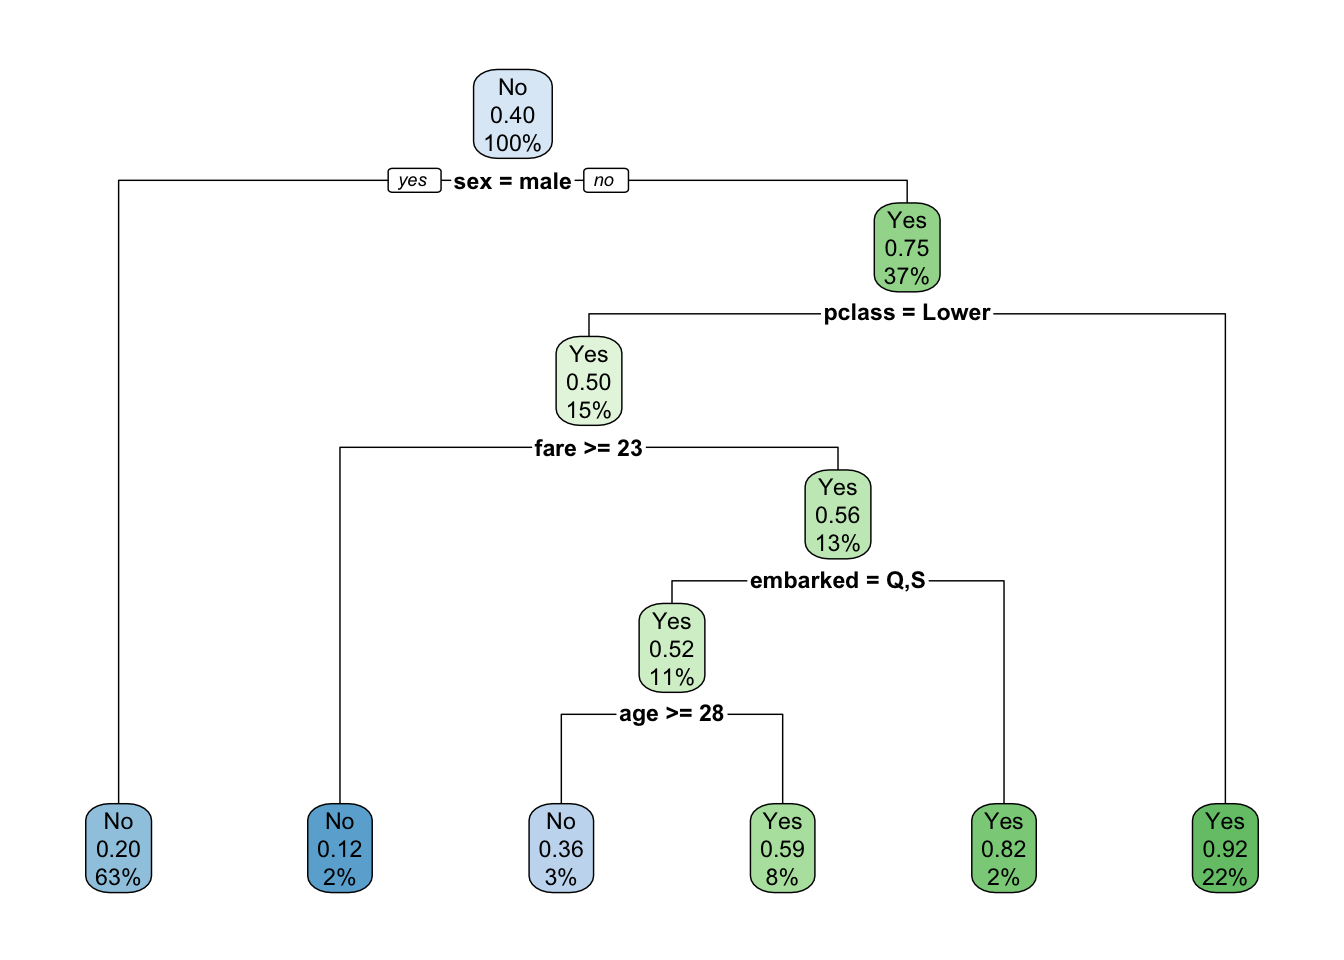 No
0.40
100%
yes sex = male no
Yes
0.75
37%
pclass = Lower
Yes
0.50
15%
fare >= 23
Yes
0.56
13%
embarked = Q,S
Yes
0.52
11%
age >= 28
No
0.20
63%
No
0.12
2%
No
0.36
3%
Yes
0.59
8%
Yes
0.82
2%
Yes
0.92
22%